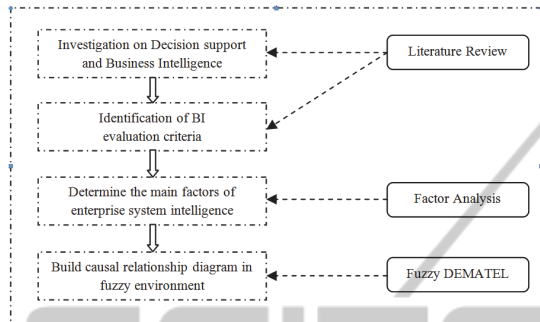 Investigation on Decision support
and Business Intelligence
Literature Review
Identification of BI
evaluation criteria
Determine the main factors of
enterprise system intelligence
Factor Analysis
Build causal relationship diagram in
fuzzy environment
Fuzzy DEMATEL